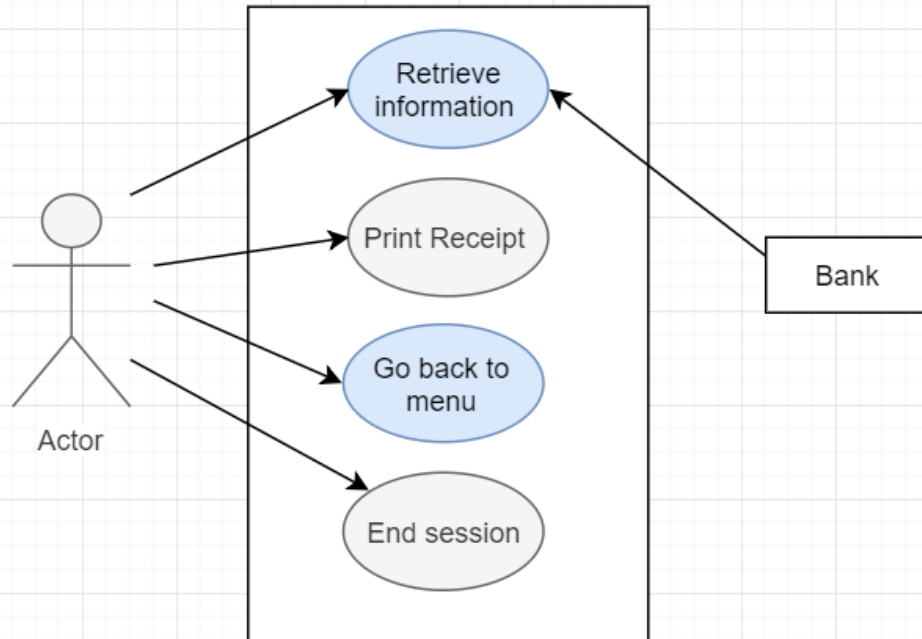 Retrieve
information
Print Receipt
Bank
Go back to
menu
Actor
End session